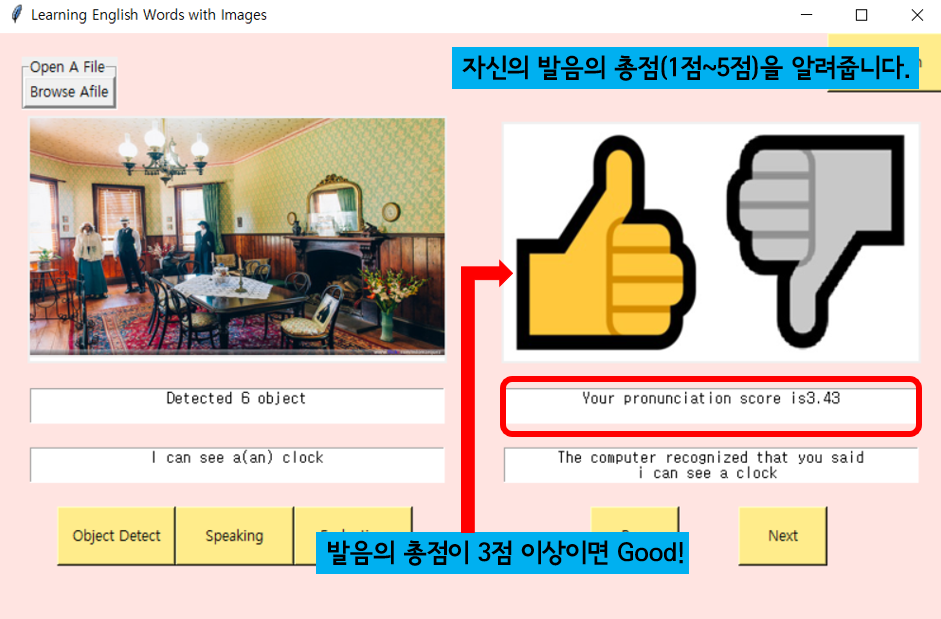 Learning English Words with Images
자신의 발음의 총점(1점~5점)을 알려줍니다.
Open A File
Browse Afile
Detected 6 object
Your pronunciation score is3.43
I can see a(an) clock
The computer recognized that you said
i can see a clock
Object Detect
Speaking
Next
발음의 총점이 3점 이상이면 Good!